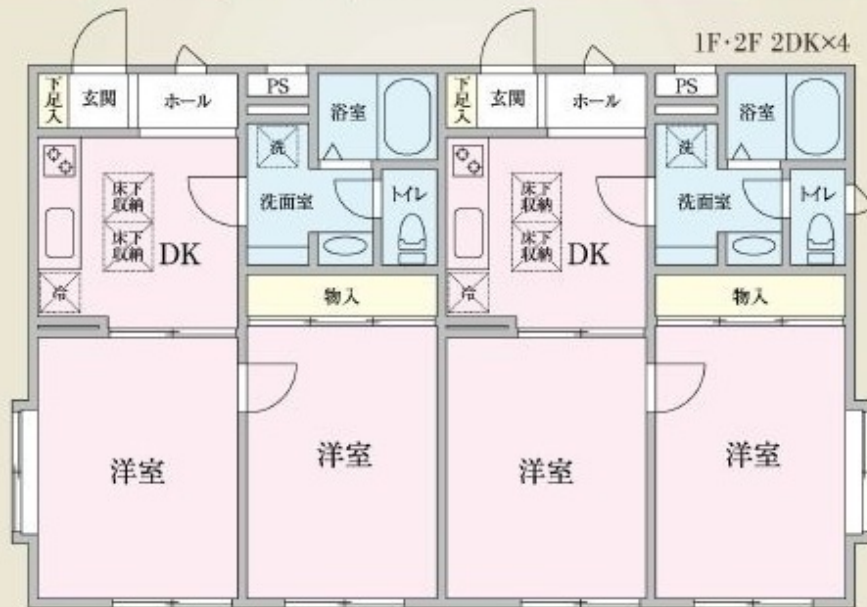 1F・2F 2DK×4
下足入
玄関
ホール
PS
浴室
洗
洗面室
トイレ
床下収納
床下収納
DK
冷
物入
洋室
洋室
下足入
玄関
ホール
PS
浴室
洗
洗面室
トイレ
床下収納
床下収納
DK
冷
物入
洋室
洋室